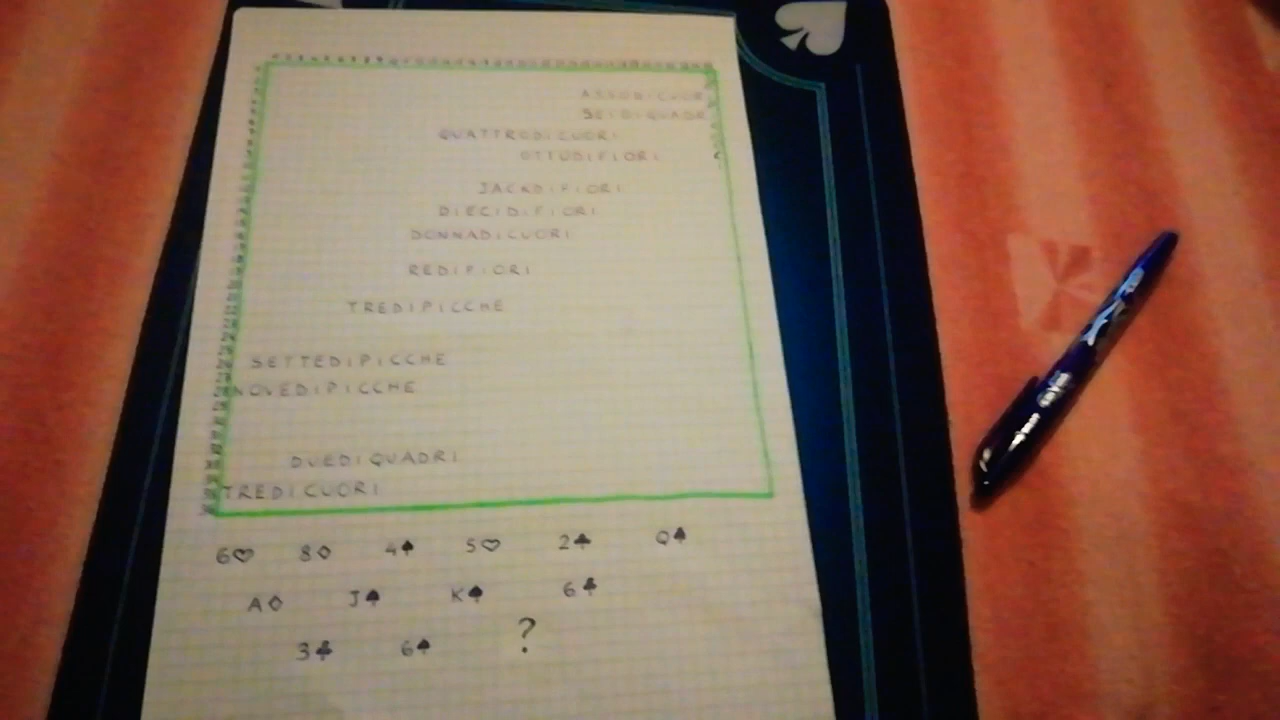 ASSODICUORI
SEIDIQUADRI
QUATTRODICUORI
OTTODIFIORI
JACKDIFIORI
DIECIDIFIORI
DONNADICUORI
REDIFIORI
TREDIPICCHE
SETTEDIPICCHE
NOVEDIPICCHE
DUEDIQUADRI
TREDICUORI
6♡ 8◇ 4♠ 5♡ 2♣ Q♠
A◇ J♠ K♠ 6♣
3♣ 6♠ ?